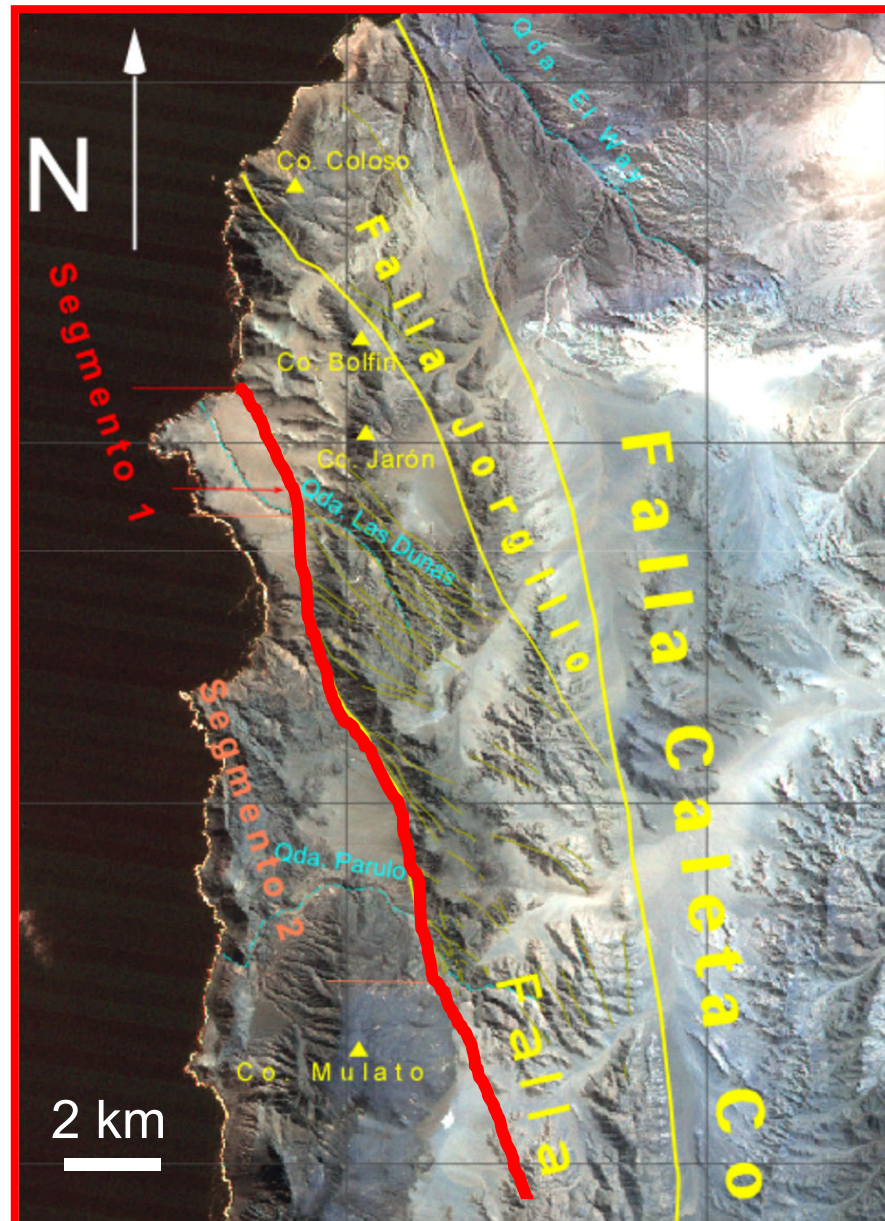 Qda. El Way
N
Co. Coloso
Falla Jorgillo
Segmento 1
Co. Bolfin
Co. Jarón
Falla Caleta Co
Qda. Las Dunas
Segmento 2
Qda. Parulo
Falla
Co. Mulato
2 km